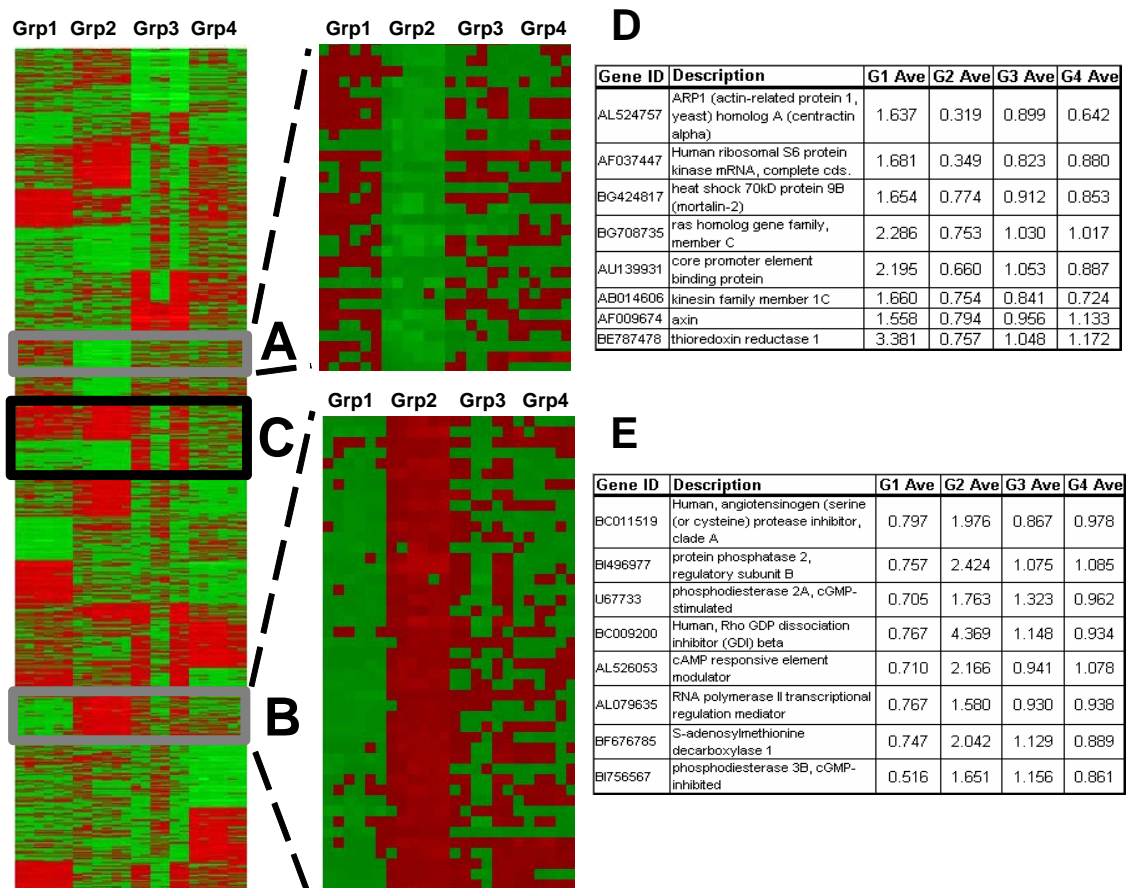 Grp1 Grp2 Grp3 Grp4
A
C
B
Grp1 Grp2 Grp3 Grp4
Grp1 Grp2 Grp3 Grp4
D
Gene ID Description G1 Ave G2 Ave G3 Ave G4 Ave
AL524757 ARP1 (actin-related protein 1, yeast) homolog A (centractin alpha) 1.637 0.319 0.899 0.642
AF037447 Human ribosomal S6 protein kinase mRNA, complete cds. 1.681 0.349 0.823 0.880
BG424817 heat shock 70kD protein 9B (mortalin-2) 1.654 0.774 0.912 0.853
BG708735 ras homolog gene family, member C 2.286 0.753 1.030 1.017
AU139931 core promoter element binding protein 2.195 0.660 1.053 0.887
AB014606 kinesin family member 1C 1.660 0.754 0.841 0.724
AF009674 axin 1.558 0.794 0.956 1.133
BE787478 thioredoxin reductase 1 3.381 0.757 1.048 1.172
E
Gene ID Description G1 Ave G2 Ave G3 Ave G4 Ave
BC011519 Human, angiotensinogen (serine (or cysteine) protease inhibitor, clade A 0.797 1.976 0.867 0.978
BI496977 protein phosphatase 2, regulatory subunit B 0.757 2.424 1.075 1.085
U67733 phosphodiesterase 2A, cGMP-stimulated 0.705 1.763 1.323 0.962
BC009200 Human, Rho GDP dissociation inhibitor (GDI) beta 0.767 4.369 1.148 0.934
AL526053 cAMP responsive element modulator 0.710 2.166 0.941 1.078
AL079635 RNA polymerase II transcriptional regulation mediator 0.767 1.580 0.930 0.938
BF676785 S-adenosylmethionine decarboxylase 1 0.747 2.042 1.129 0.889
BI756567 phosphodiesterase 3B, cGMP-inhibited 0.516 1.651 1.156 0.861